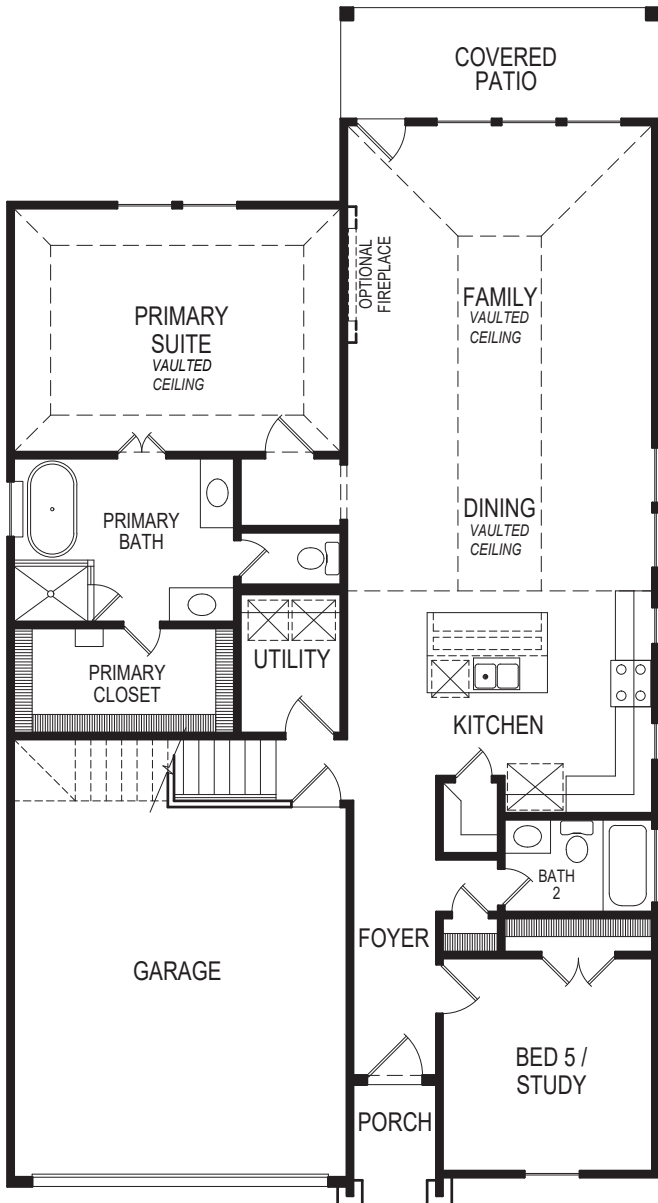 COVERED
PATIO
OPTIONAL
FIREPLACE
FAMILY
VAULTED
CEILING
PRIMARY
SUITE
VAULTED
CEILING
DINING
VAULTED
CEILING
PRIMARY
BATH
UTILITY
PRIMARY
CLOSET
KITCHEN
BATH
2
FOYER
GARAGE
BED 5 /
STUDY
PORCH